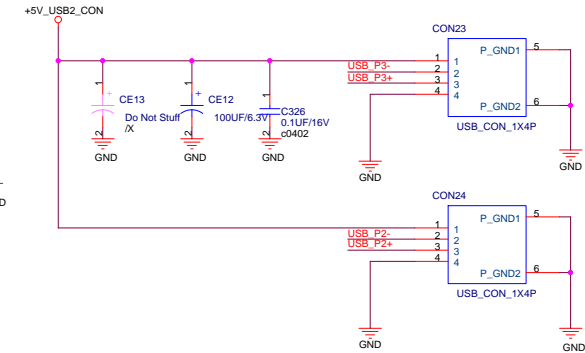 +5V_USB2_CON
CON23
USB_P3-
USB_P3+
1
2
3
4
1
2
3
4
P_GND1
5
P_GND2
6
USB_CON_1X4P
1
+
CE13
Do Not Stuff
/X
2
GND
1
+
CE12
100UF/6.3V
2
GND
1
C326
0.1UF/16V
c0402
2
GND
GND
GND
D
CON24
USB_P2-
USB_P2+
1
2
3
4
1
2
3
4
P_GND1
5
P_GND2
6
USB_CON_1X4P
GND
GND